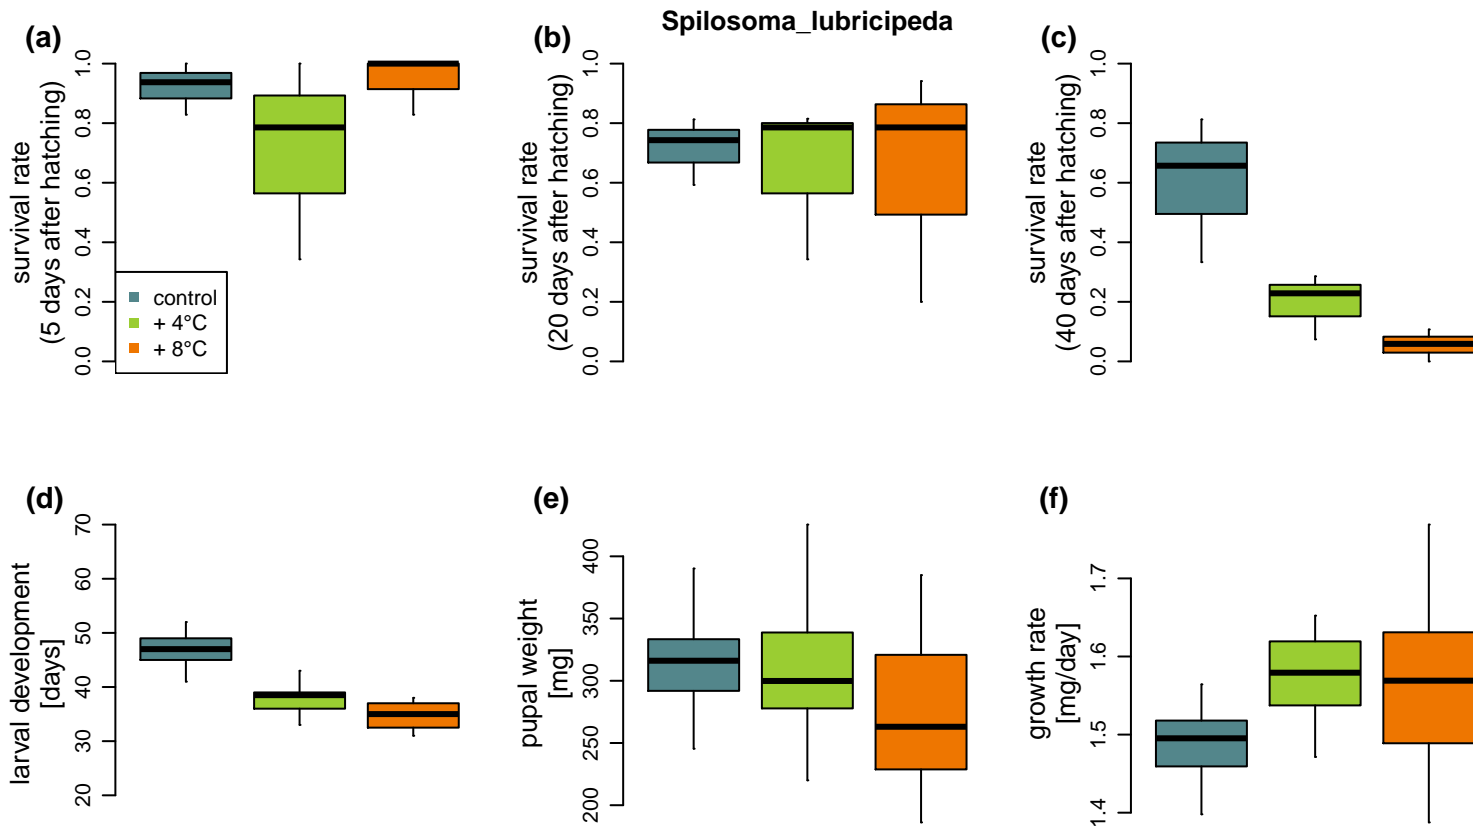 Spilosoma_lubricipeda
(a)
survival rate
(5 days after hatching)
0.0 0.2 0.4 0.6 0.8 1.0
control
+ 4°C
+ 8°C
(b)
survival rate
(20 days after hatching)
0.0 0.2 0.4 0.6 0.8 1.0
(c)
survival rate
(40 days after hatching)
0.0 0.2 0.4 0.6 0.8 1.0
(d)
larval development
[days]
20 30 40 50 60 70
(e)
pupal weight
[mg]
200 250 300 350 400
(f)
growth rate
[mg/day]
1.4 1.5 1.6 1.7